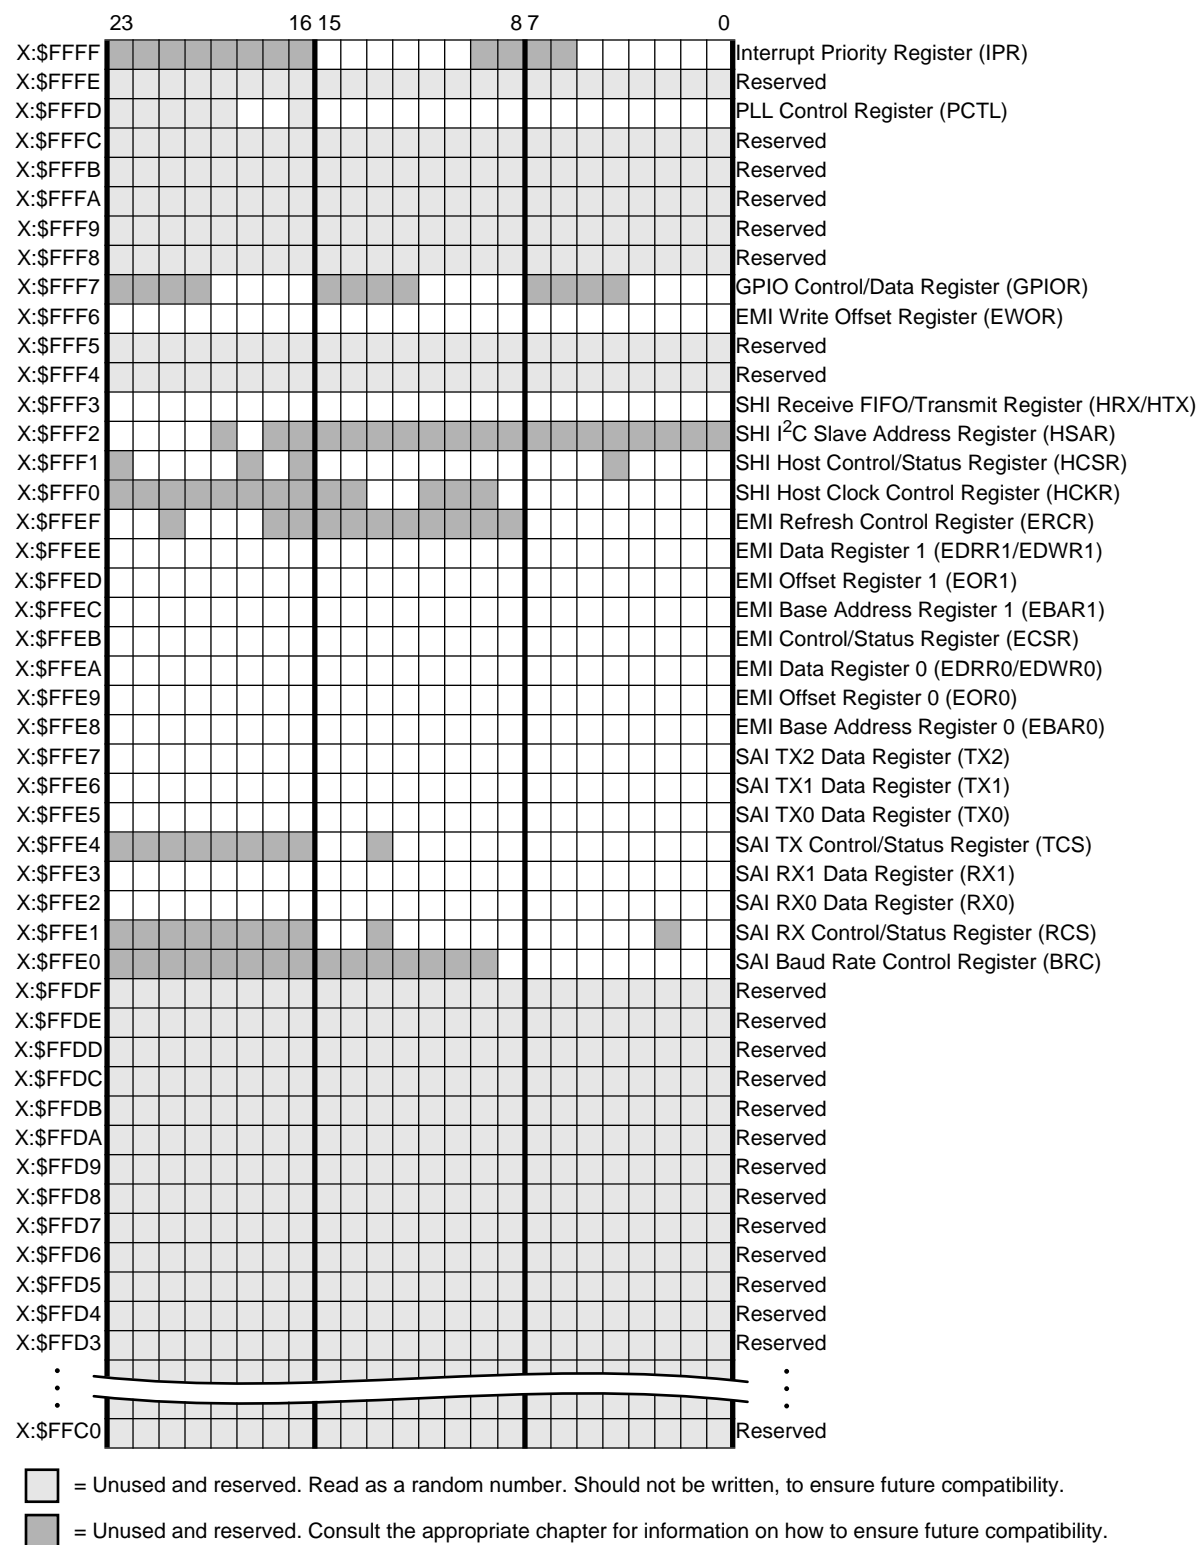 23 16 15 8 7 0
X:$FFFF Interrupt Priority Register (IPR)
X:$FFFE Reserved
X:$FFFD PLL Control Register (PCTL)
X:$FFFC Reserved
X:$FFFB Reserved
X:$FFFA Reserved
X:$FFF9 Reserved
X:$FFF8 Reserved
X:$FFF7 GPIO Control/Data Register (GPIOR)
X:$FFF6 EMI Write Offset Register (EWOR)
X:$FFF5 Reserved
X:$FFF4 Reserved
X:$FFF3 SHI Receive FIFO/Transmit Register (HRX/HTX)
X:$FFF2 SHI I²C Slave Address Register (HSAR)
X:$FFF1 SHI Host Control/Status Register (HCSR)
X:$FFF0 SHI Host Clock Control Register (HCKR)
X:$FFEF EMI Refresh Control Register (ERCR)
X:$FFEE EMI Data Register 1 (EDRR1/EDWR1)
X:$FFED EMI Offset Register 1 (EOR1)
X:$FFEC EMI Base Address Register 1 (EBAR1)
X:$FFEB EMI Control/Status Register (ECSR)
X:$FFEA EMI Data Register 0 (EDRR0/EDWR0)
X:$FFE9 EMI Offset Register 0 (EOR0)
X:$FFE8 EMI Base Address Register 0 (EBAR0)
X:$FFE7 SAI TX2 Data Register (TX2)
X:$FFE6 SAI TX1 Data Register (TX1)
X:$FFE5 SAI TX0 Data Register (TX0)
X:$FFE4 SAI TX Control/Status Register (TCS)
X:$FFE3 SAI RX1 Data Register (RX1)
X:$FFE2 SAI RX0 Data Register (RX0)
X:$FFE1 SAI RX Control/Status Register (RCS)
X:$FFE0 SAI Baud Rate Control Register (BRC)
X:$FFDF Reserved
X:$FFDE Reserved
X:$FFDD Reserved
X:$FFDC Reserved
X:$FFDB Reserved
X:$FFDA Reserved
X:$FFD9 Reserved
X:$FFD8 Reserved
X:$FFD7 Reserved
X:$FFD6 Reserved
X:$FFD5 Reserved
X:$FFD4 Reserved
X:$FFD3 Reserved
X:$FFC0 Reserved
= Unused and reserved. Read as a random number. Should not be written, to ensure future compatibility.
= Unused and reserved. Consult the appropriate chapter for information on how to ensure future compatibility.